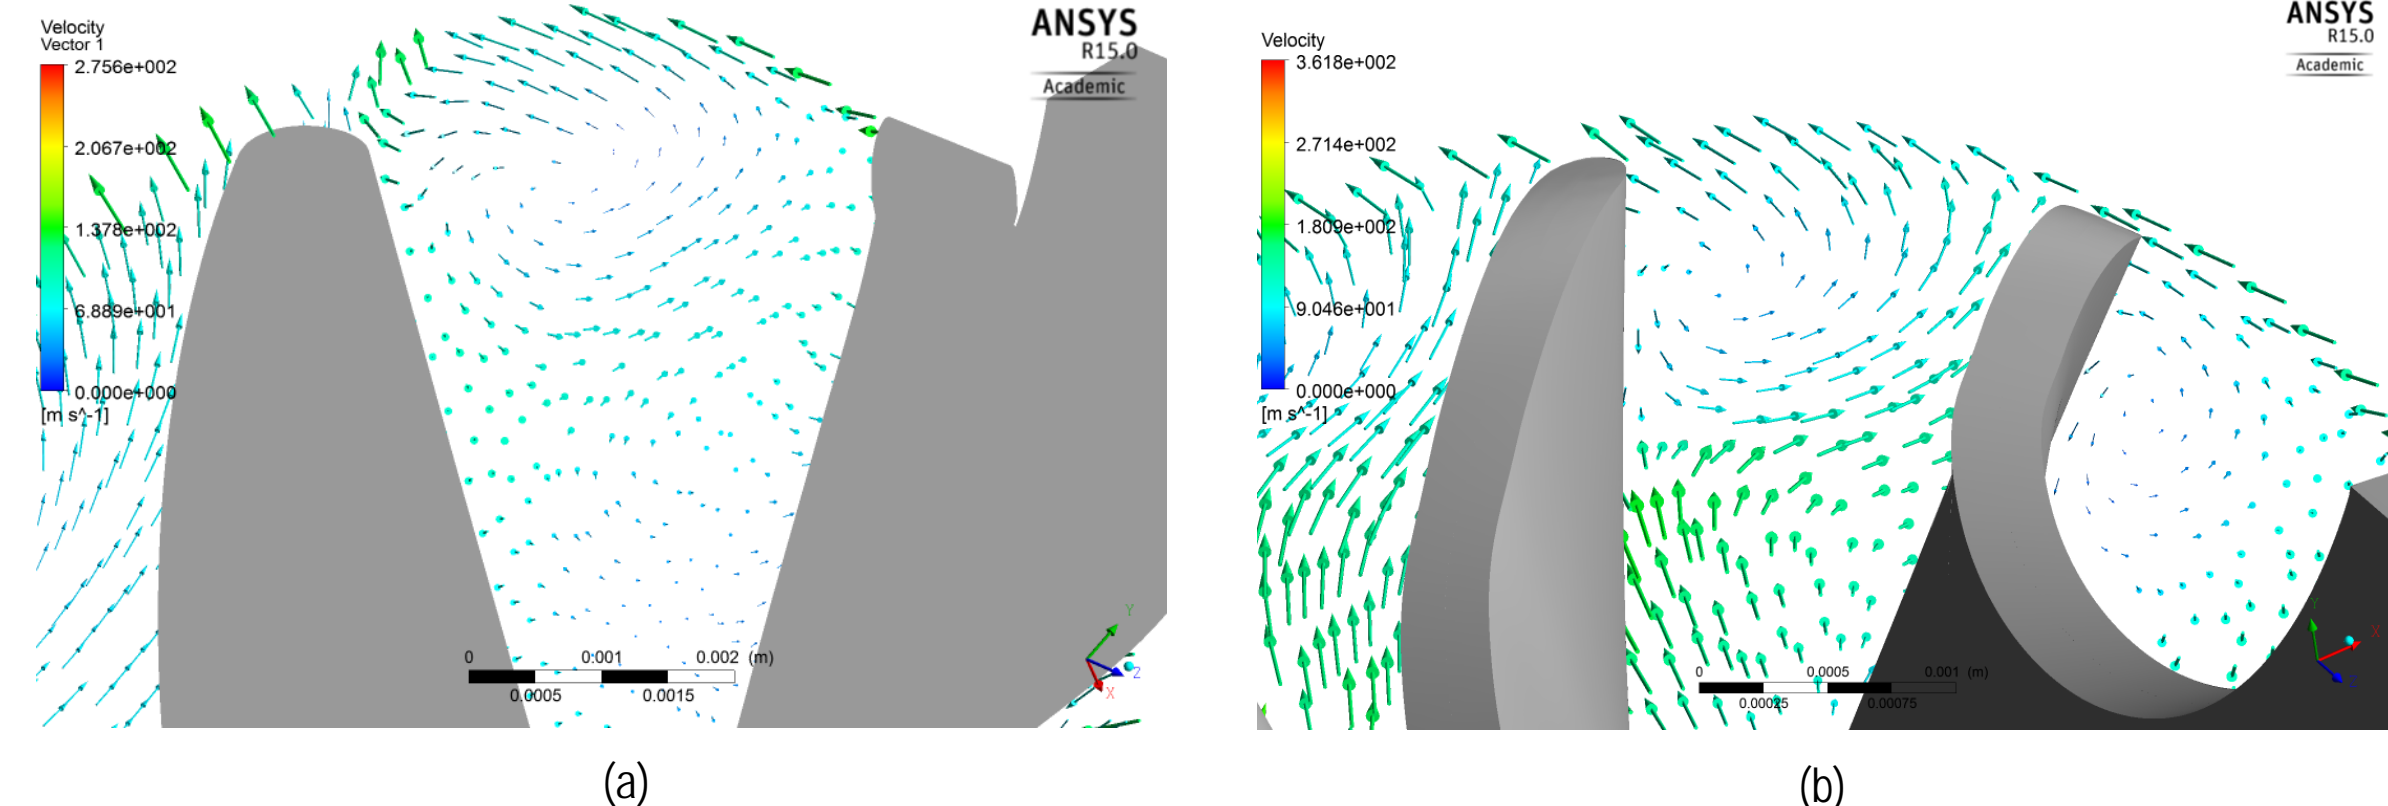 Velocity
Vector 1
2.756e+002
2.067e+002
1.378e+002
6.889e+001
0.000e+000
[m s^-1]
ANSYS
R15.0
Academic
0 0.001 0.002 (m)
0.0005 0.0015
Y
Z
X
(a)
Velocity
3.618e+002
2.714e+002
1.809e+002
9.046e+001
0.000e+000
[m s^-1]
ANSYS
R15.0
Academic
0 0.0005 0.001 (m)
0.00025 0.00075
Y
X
Z
(b)